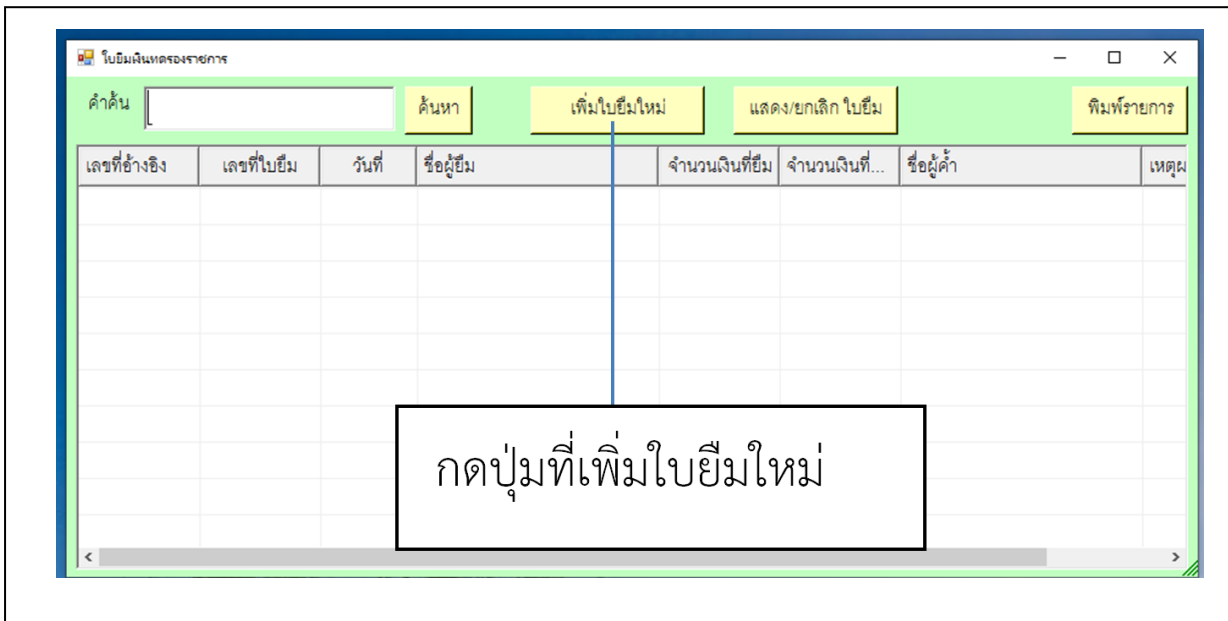 ใบยืมผินทดรองราชการ
คำค้น ค้นหา เพิ่มใบยืมใหม่ แสดง/ยกเลิก ใบยืม พิมพ์รายการ
เลขที่อ้างอิง เลขที่ใบยืม วันที่ ชื่อผู้ยืม จำนวนเงินที่ยืม จำนวนเงินที่... ชื่อผู้ค้ำ เหตุผ
กดปุ่มที่เพิ่มใบยืมใหม่